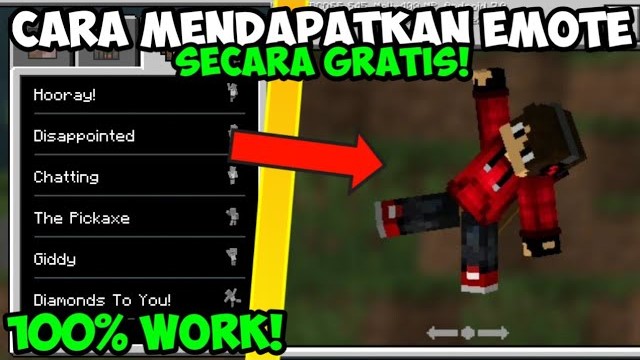 CARA MENDAPATKAN EMOTE
SECARA GRATIS!
Hooray!
Disappointed
Chatting
The Pickaxe
Giddy
Diamonds To You!
100% WORK!